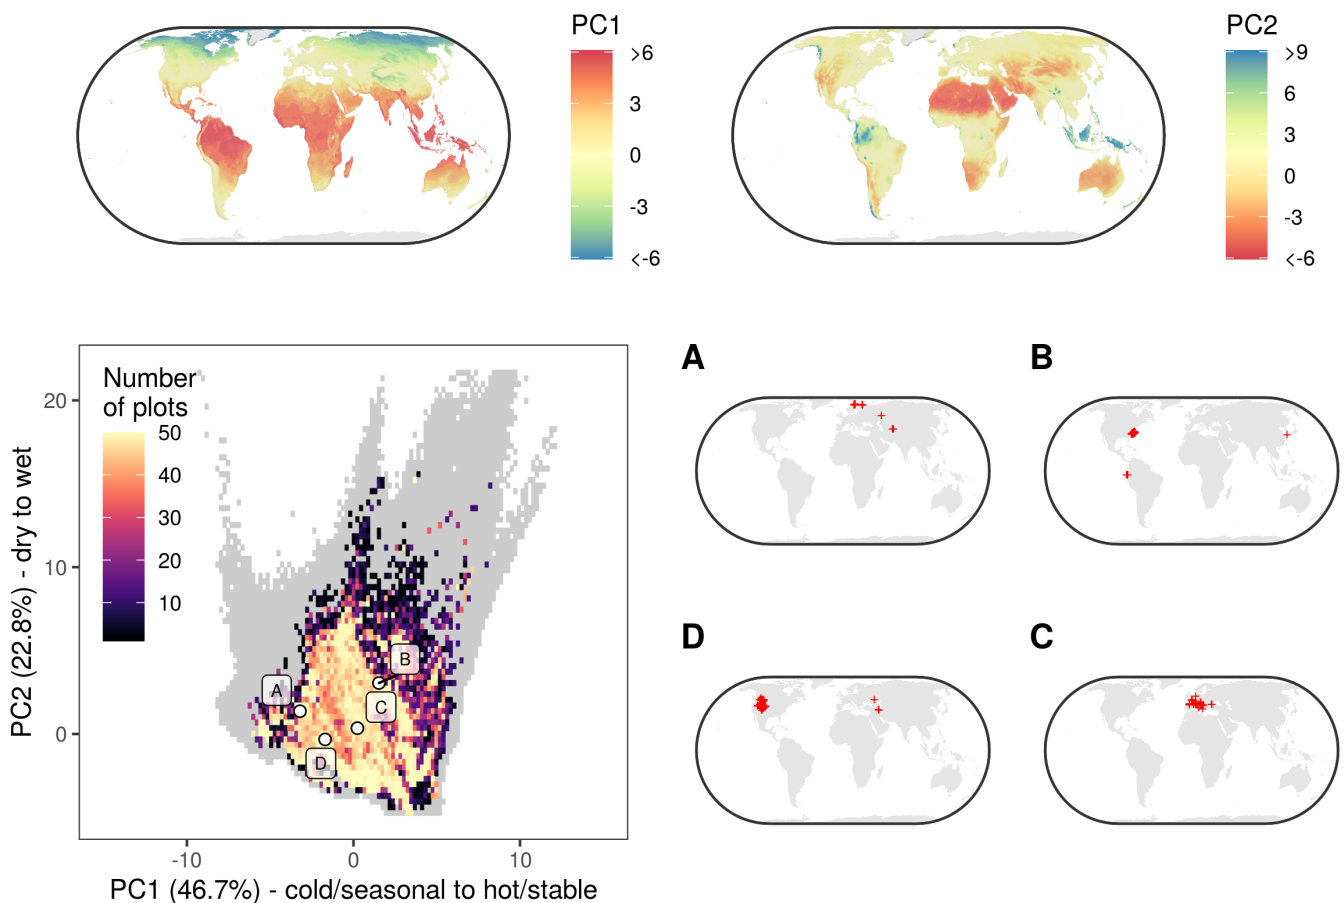 PC1
>6
3
0
-3
<-6
PC2
>9
6
3
0
-3
<-6
Number
of plots
50
40
30
20
10
20
10
0
-10
0
10
PC2 (22.8%) - dry to wet
PC1 (46.7%) - cold/seasonal to hot/stable
A
B
C
D
A
B
D
C